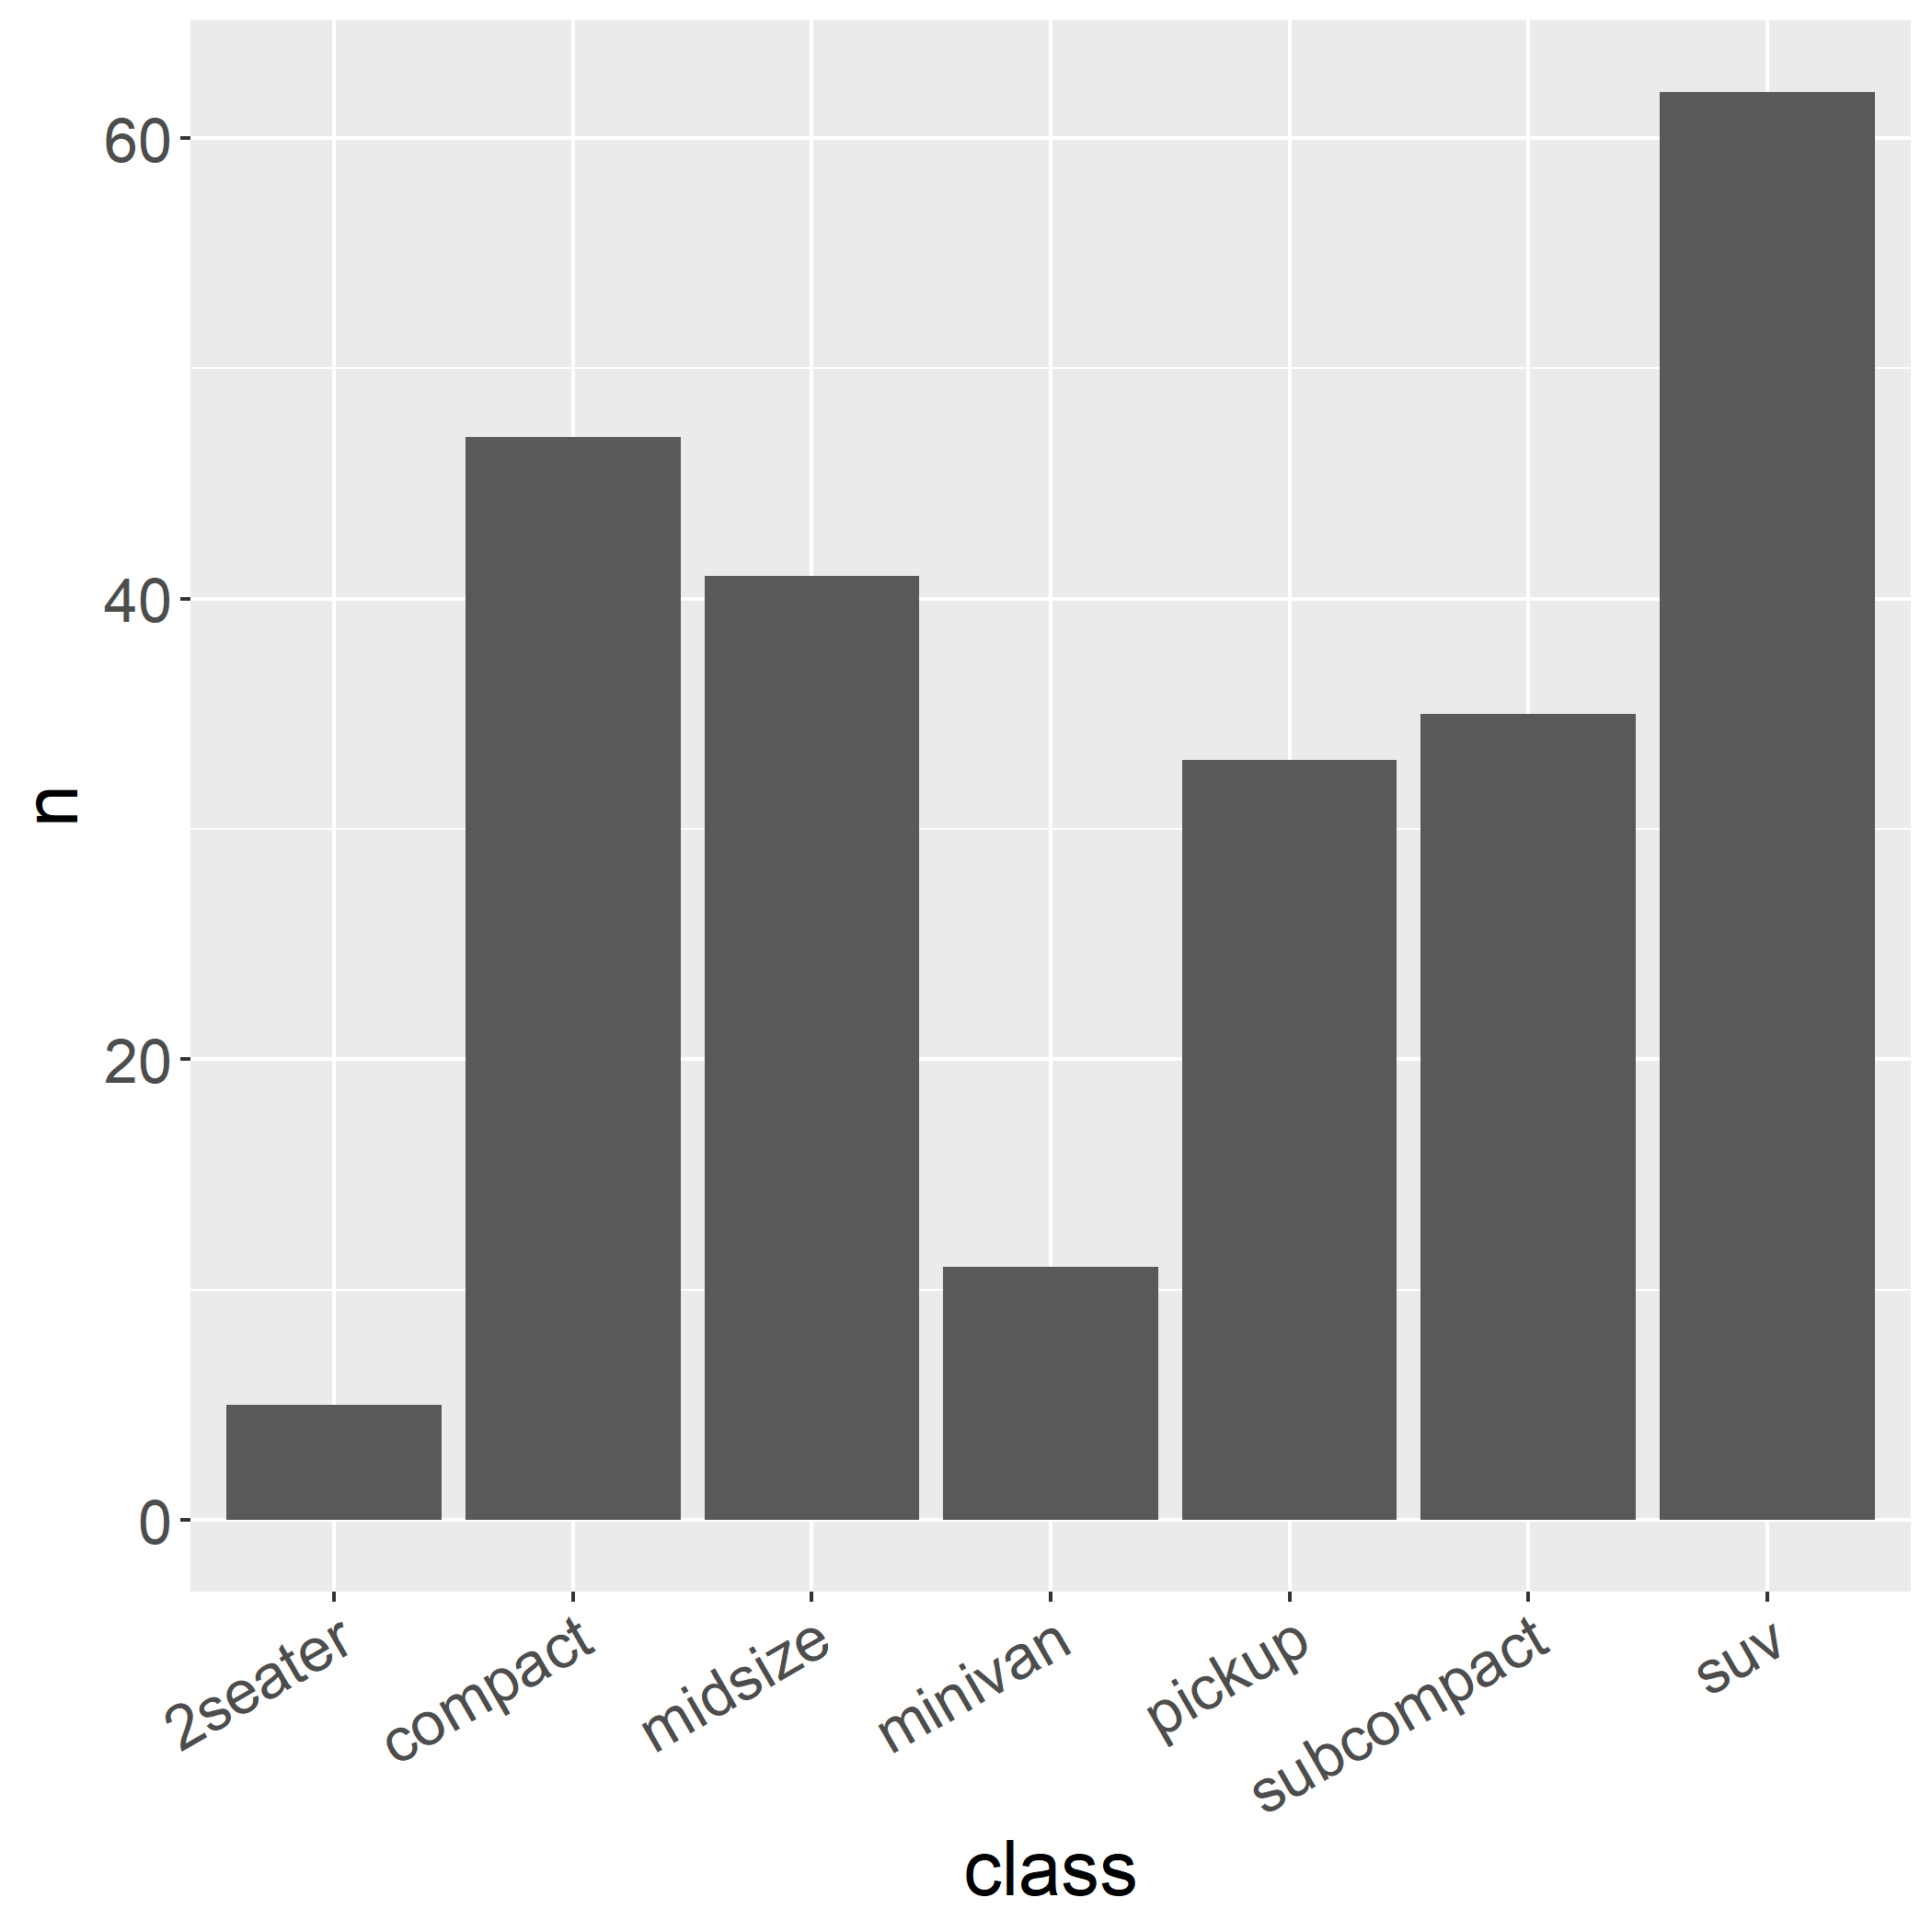 60
40
20
0
n
2seater
compact
midsize
minivan
pickup
subcompact
suv
class